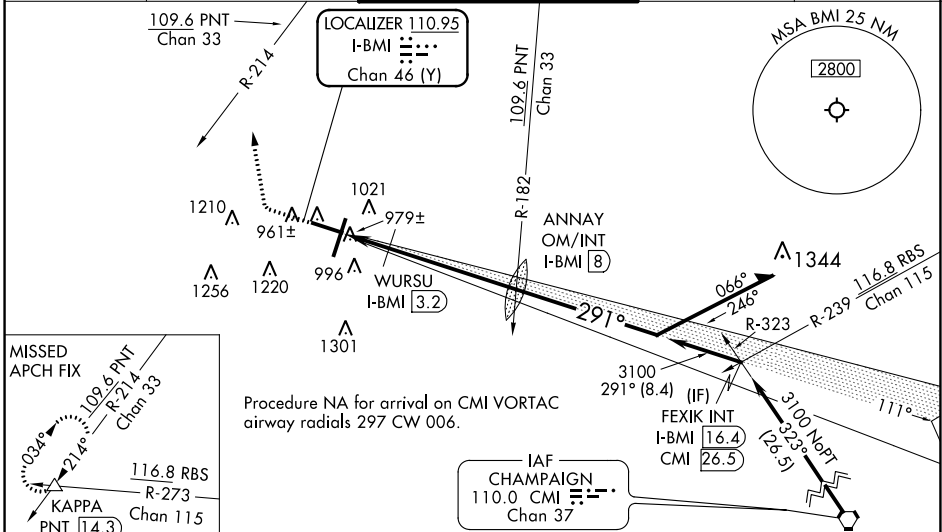 109.6 PNT
Chan 33
R-214
LOCALIZER 110.95
I-BMI
Chan 46 (Y)
109.6 PNT
Chan 33
R-182
MSA BMI 25 NM
2800
1210
961±
1021
979±
1256
1220
996
WURSU
I-BMI 3.2
1301
ANNAY
OM/INT
I-BMI 8
291°
066°
246°
1344
116.8 RBS
Chan 115
R-239
R-323
3100
291° (8.4)
(IF)
FEXIK INT
I-BMI 16.4
CMI 26.5
3100 NoPT
323°
(26.5)
111°
Procedure NA for arrival on CMI VORTAC
airway radials 297 CW 006.
IAF
CHAMPAIGN
110.0 CMI
Chan 37
MISSED
APCH FIX
109.6 PNT
R-214
Chan 33
034°
214°
116.8 RBS
R-273
Chan 115
KAPPA
PNT 14.3